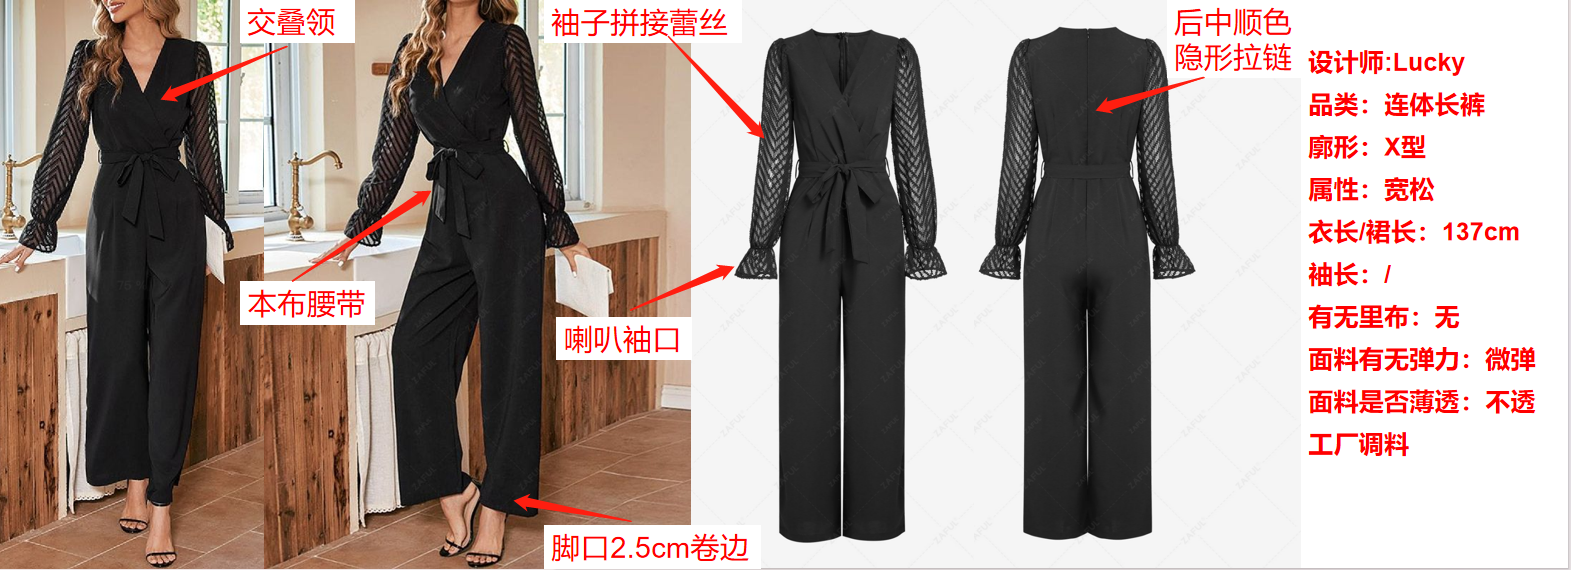 交叠领
袖子拼接蕾丝
后中顺色
隐形拉链
本布腰带
喇叭袖口
脚口2.5cm卷边
设计师:Lucky
品类：连体长裤
廓形：X型
属性：宽松
衣长/裙长：137cm
袖长：/
有无里布：无
面料有无弹力：微弹
面料是否薄透：不透
工厂调料
ZAFUL
ZAFUL
ZAFUL
ZAFUL